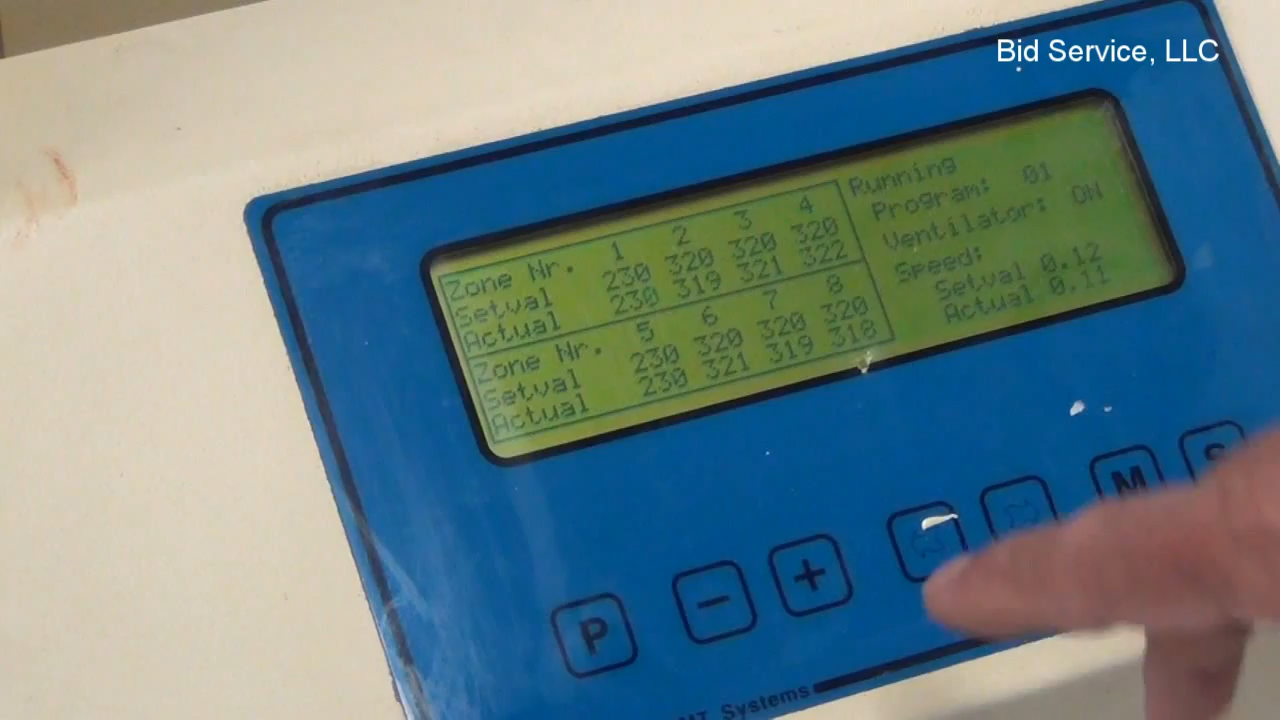 Bid Service, LLC
Zone Nr. 1 2 3 4
Setval 230 320 320 320
Actual 230 319 321 322
Zone Nr. 5 6 7 8
Setval 230 320 320 320
Actual 230 321 319 318
Running
Program: 01
Ventilator: ON
Speed:
Setval 0.12
Actual 0.11
P - + M
Systems